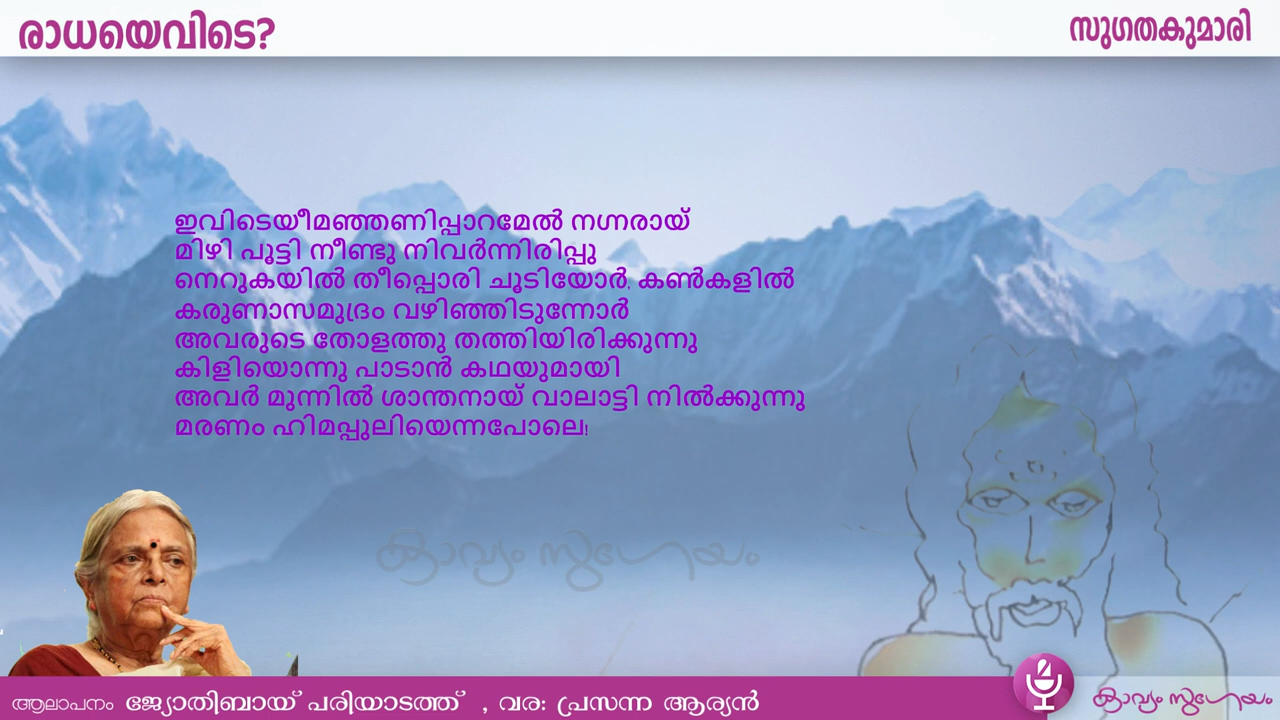 രാധയെവിടെ?
സുഗതകുമാരി
ഇവിടെയീമഞ്ഞണിപ്പാറമേൽ നഗ്നരായ്
മിഴി പൂട്ടി നീണ്ടു നിവർന്നിരിപ്പു
നെറുകയിൽ തീപ്പൊരി ചൂടിയോർ, കൺകളിൽ
കരുണാസമുദ്രം വഴിഞ്ഞിടുന്നോർ
അവരുടെ തോളത്തു തത്തിയിരിക്കുന്നു
കിളിയൊന്നു പാടാൻ കഥയുമായി
അവർ മുന്നിൽ ശാന്തനായ് വാലാട്ടി നിൽക്കുന്നു
മരണം ഹിമപ്പുലിയെന്നപോലെ!
കാവ്യം സുഗേയം
ആലാപനം ജ്യോതിബായ് പരിയാടത്ത് , വര: പ്രസന്ന ആര്യൻ
കാവ്യം സുഗേയം